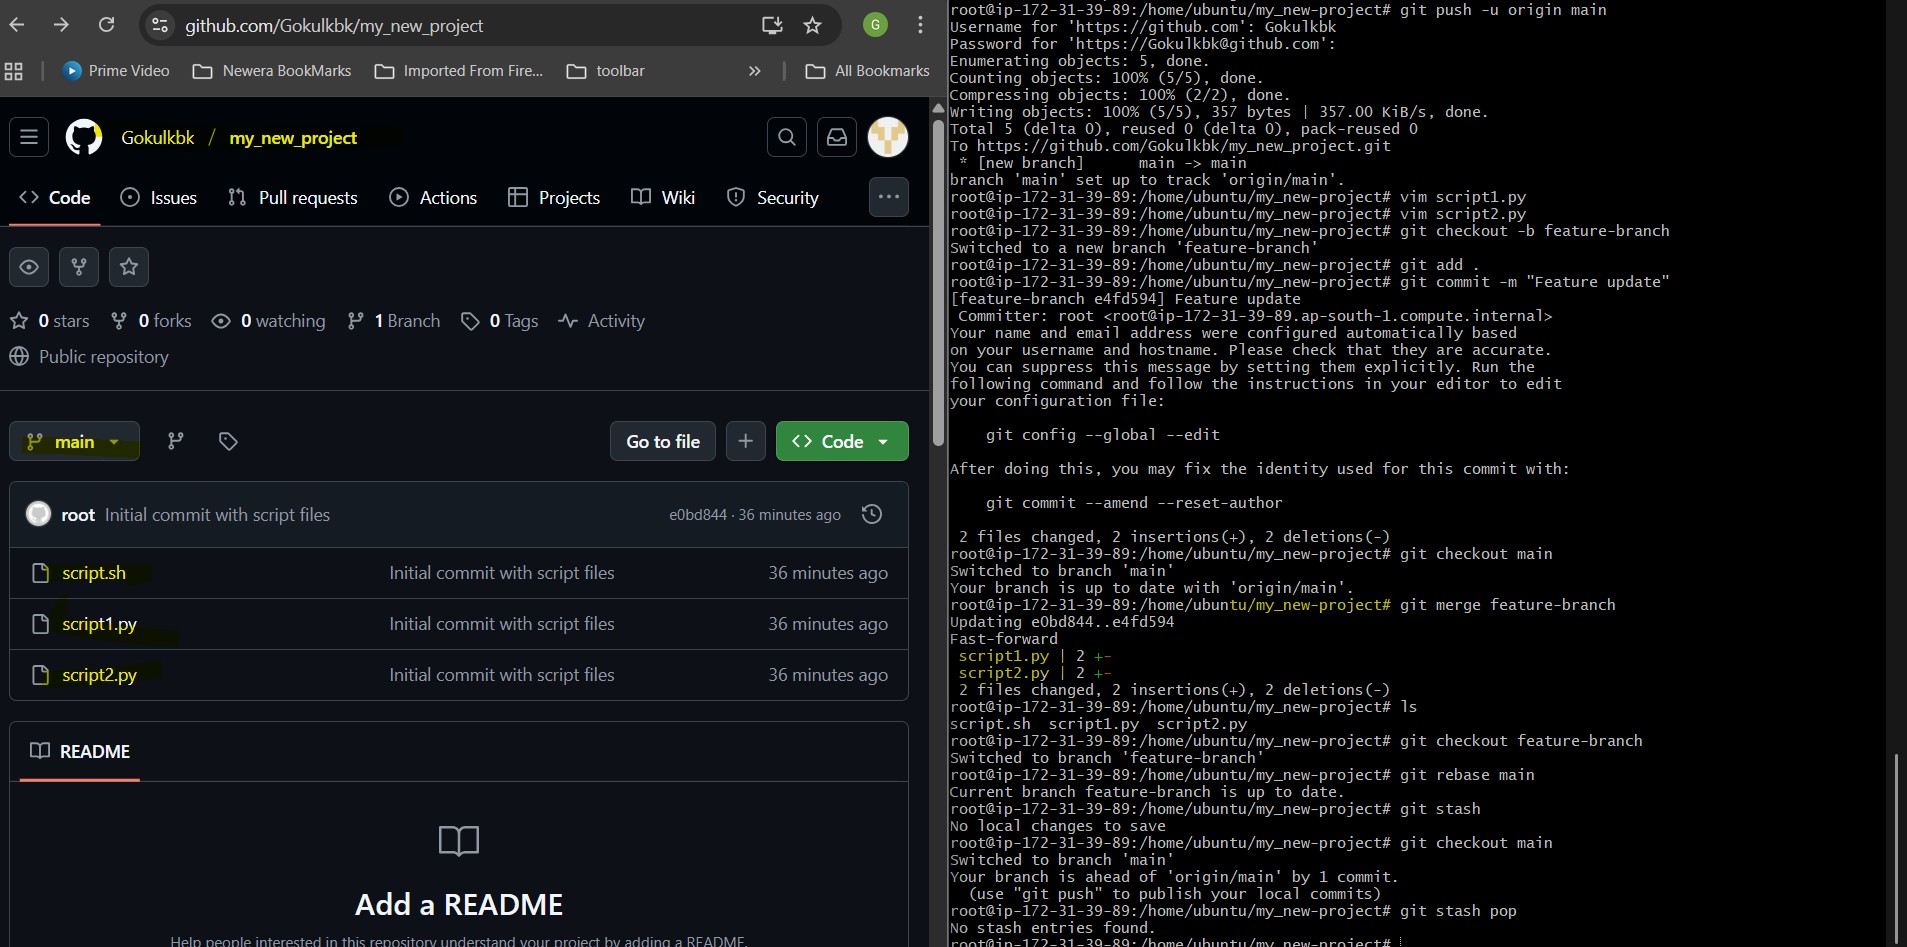 github.com/Gokulkbk/my_new_project
G
Prime Video
Newera BookMarks
Imported From Fire...
toolbar
»
All Bookmarks
Gokulkbk / my_new_project
<> Code
Issues
Pull requests
Actions
Projects
Wiki
Security
0 stars
0 forks
0 watching
1 Branch
0 Tags
Activity
Public repository
main
Go to file
+
<> Code
root Initial commit with script files
e0bd844 · 36 minutes ago
script.sh Initial commit with script files 36 minutes ago
script1.py Initial commit with script files 36 minutes ago
script2.py Initial commit with script files 36 minutes ago
README
Add a README
Help people interested in this repository understand your project by adding a README.
root@ip-172-31-39-89:/home/ubuntu/my_new-project# git push -u origin main
Username for 'https://github.com': Gokulkbk
Password for 'https://Gokulkbk@github.com':
Enumerating objects: 5, done.
Counting objects: 100% (5/5), done.
Compressing objects: 100% (2/2), done.
Writing objects: 100% (5/5), 357 bytes | 357.00 KiB/s, done.
Total 5 (delta 0), reused 0 (delta 0), pack-reused 0
To https://github.com/Gokulkbk/my_new_project.git
 * [new branch]      main -> main
branch 'main' set up to track 'origin/main'.
root@ip-172-31-39-89:/home/ubuntu/my_new-project# vim script1.py
root@ip-172-31-39-89:/home/ubuntu/my_new-project# vim script2.py
root@ip-172-31-39-89:/home/ubuntu/my_new-project# git checkout -b feature-branch
Switched to a new branch 'feature-branch'
root@ip-172-31-39-89:/home/ubuntu/my_new-project# git add .
root@ip-172-31-39-89:/home/ubuntu/my_new-project# git commit -m "Feature update"
[feature-branch e4fd594] Feature update
 Committer: root <root@ip-172-31-39-89.ap-south-1.compute.internal>
Your name and email address were configured automatically based
on your username and hostname. Please check that they are accurate.
You can suppress this message by setting them explicitly. Run the
following command and follow the instructions in your editor to edit
your configuration file:
    git config --global --edit
After doing this, you may fix the identity used for this commit with:
    git commit --amend --reset-author
 2 files changed, 2 insertions(+), 2 deletions(-)
root@ip-172-31-39-89:/home/ubuntu/my_new-project# git checkout main
Switched to branch 'main'
Your branch is up to date with 'origin/main'.
root@ip-172-31-39-89:/home/ubuntu/my_new-project# git merge feature-branch
Updating e0bd844..e4fd594
Fast-forward
 script1.py | 2 +-
 script2.py | 2 +-
 2 files changed, 2 insertions(+), 2 deletions(-)
root@ip-172-31-39-89:/home/ubuntu/my_new-project# ls
script.sh  script1.py  script2.py
root@ip-172-31-39-89:/home/ubuntu/my_new-project# git checkout feature-branch
Switched to branch 'feature-branch'
root@ip-172-31-39-89:/home/ubuntu/my_new-project# git rebase main
Current branch feature-branch is up to date.
root@ip-172-31-39-89:/home/ubuntu/my_new-project# git stash
No local changes to save
root@ip-172-31-39-89:/home/ubuntu/my_new-project# git checkout main
Switched to branch 'main'
Your branch is ahead of 'origin/main' by 1 commit.
  (use "git push" to publish your local commits)
root@ip-172-31-39-89:/home/ubuntu/my_new-project# git stash pop
No stash entries found.
root@ip-172-31-39-89:/home/ubuntu/my_new-project#